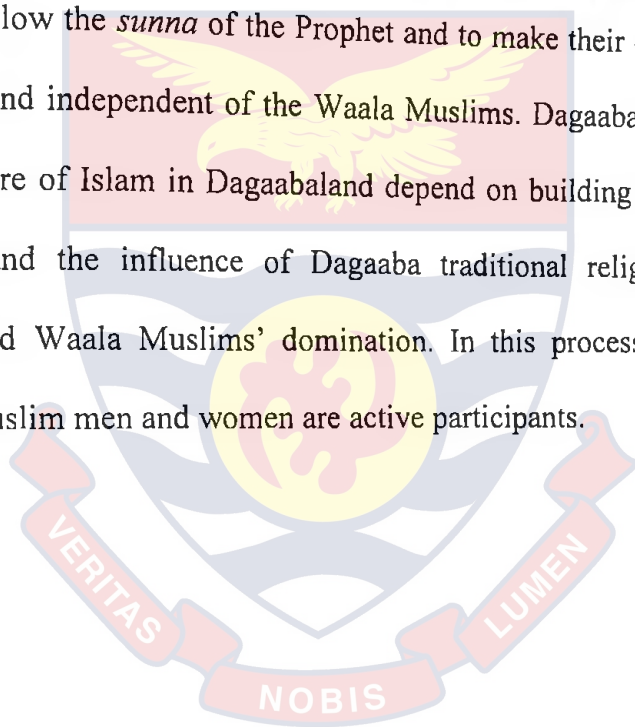 low the sunna of the Prophet and to make their
nd independent of the Waala Muslims. Dagaaba
re of Islam in Dagaabaland depend on building
nd the influence of Dagaaba traditional relig
d Waala Muslims' domination. In this process
uslim men and women are active participants.
VERITAS
NOBIS
LUMEN